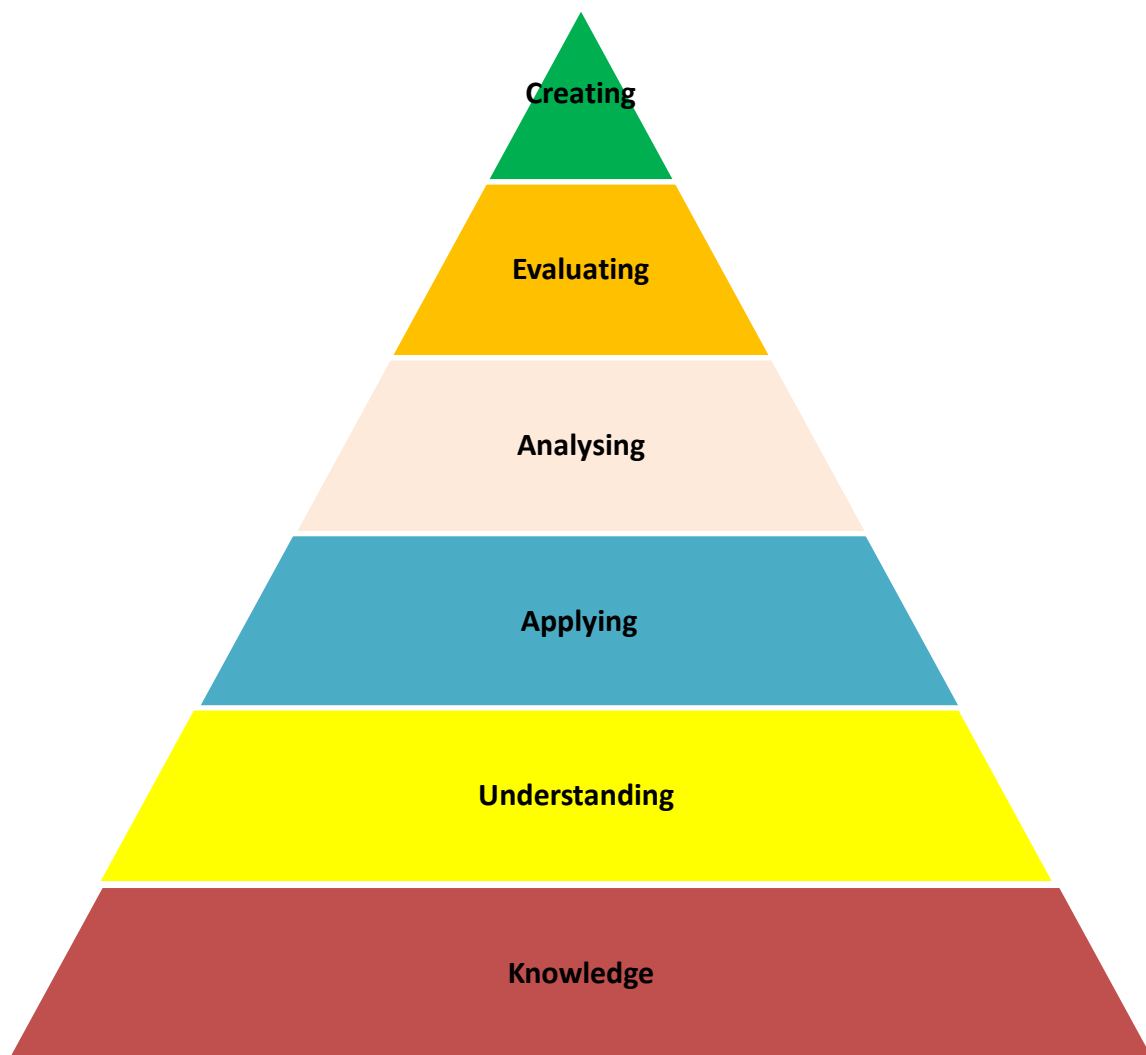 Creating
Evaluating
Analysing
Applying
Understanding
Knowledge